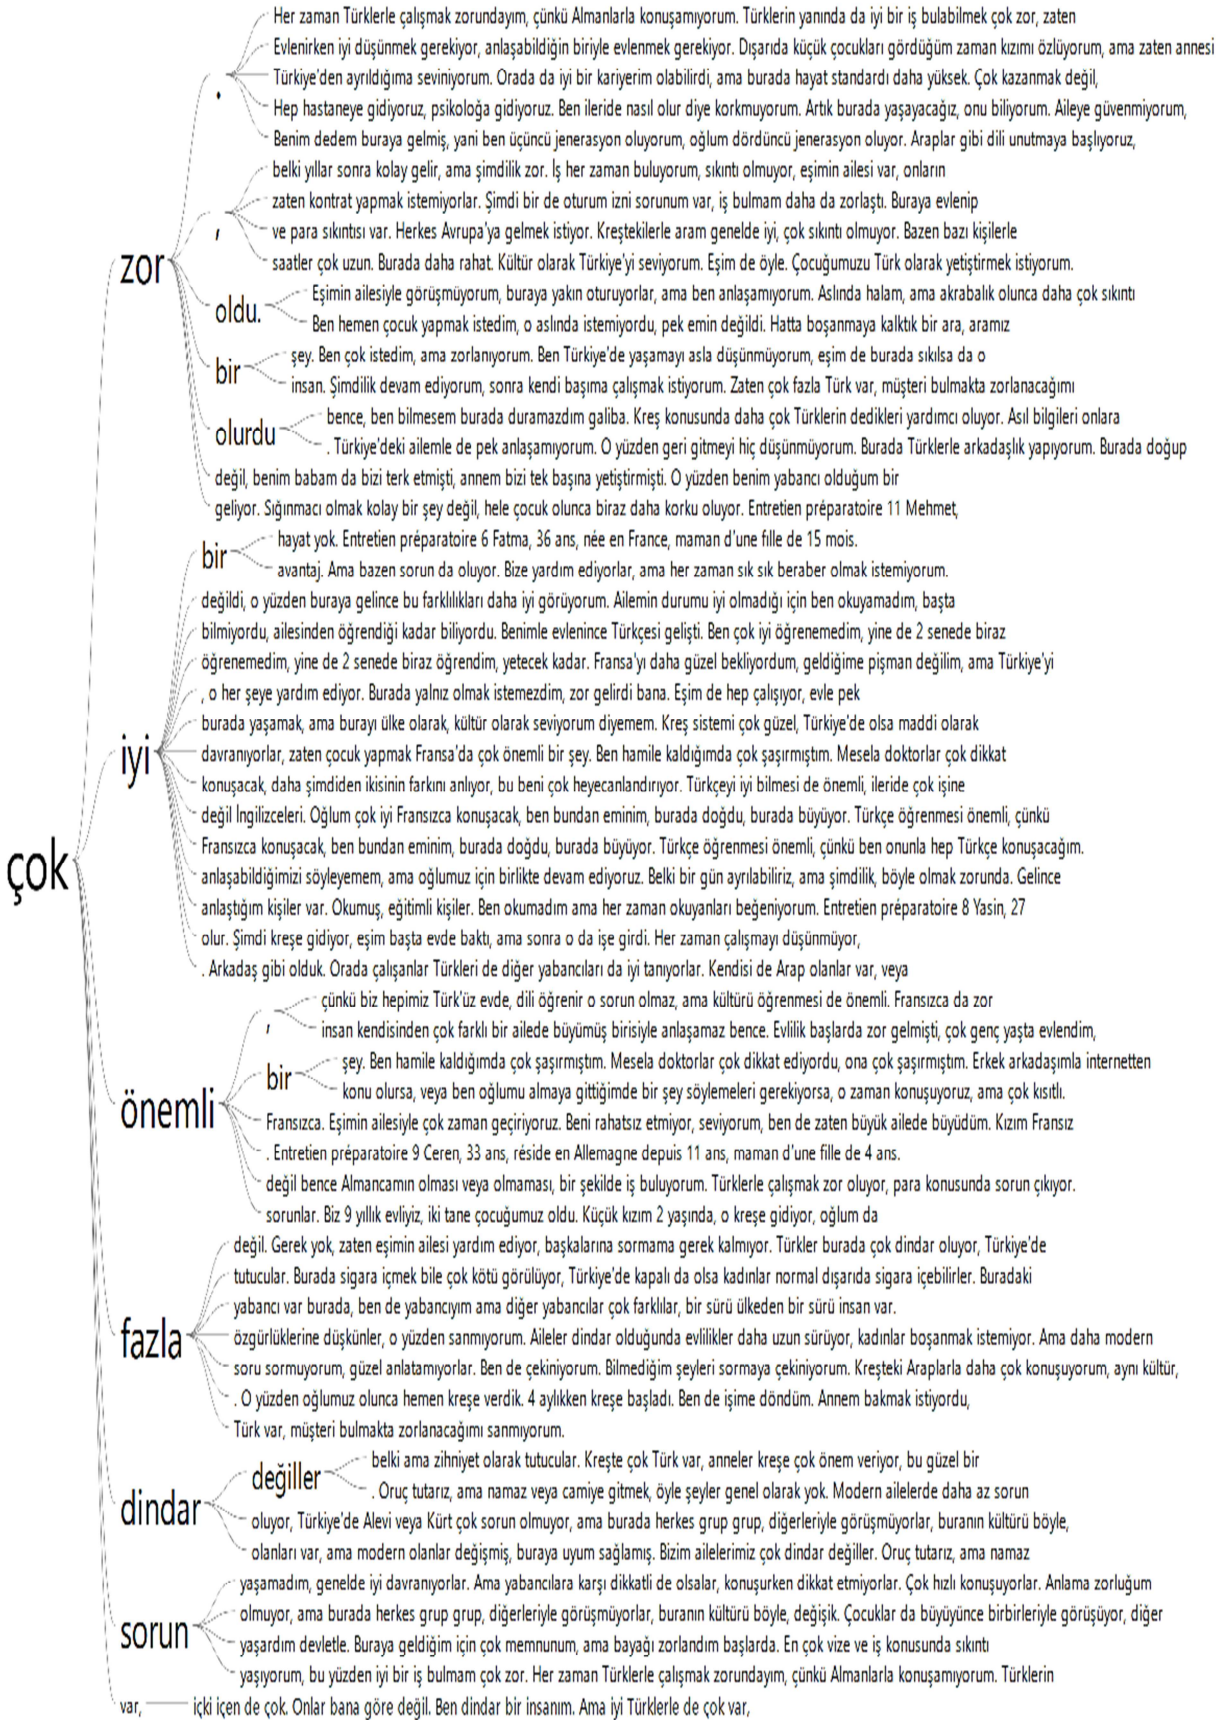 çok
zor
.
Her zaman Türklerle çalışmak zorundayım, çünkü Almanlarla konuşamıyorum. Türklerin yanında da iyi bir iş bulabilmek çok zor, zaten
Evlenirken iyi düşünmek gerekiyor, anlaşabildiğin biriyle evlenmek gerekiyor. Dışarıda küçük çocukları gördüğüm zaman kızımı özlüyorum, ama zaten annesi
Türkiye'den ayrıldığıma seviniyorum. Orada da iyi bir kariyerim olabilirdi, ama burada hayat standardı daha yüksek. Çok kazanmak değil,
Hep hastaneye gidiyoruz, psikoloğa gidiyoruz. Ben ileride nasıl olur diye korkmuyorum. Artık burada yaşayacağız, onu biliyorum. Aileye güvenmiyorum,
Benim dedem buraya gelmiş, yani ben üçüncü jenerasyon oluyorum, oğlum dördüncü jenerasyon oluyor. Araplar gibi dili unutmaya başlıyoruz,
,
belki yıllar sonra kolay gelir, ama şimdilik zor. İş her zaman buluyorum, sıkıntı olmuyor, eşimin ailesi var, onların
zaten kontrat yapmak istemiyorlar. Şimdi bir de oturum izni sorunum var, iş bulmam daha da zorlaştı. Buraya evlenip
ve para sıkıntısı var. Herkes Avrupa'ya gelmek istiyor. Kreştekilerle aram genelde iyi, çok sıkıntı olmuyor. Bazen bazı kişilerle
saatler çok uzun. Burada daha rahat. Kültür olarak Türkiye'yi seviyorum. Eşim de öyle. Çocuğumuzu Türk olarak yetiştirmek istiyorum.
oldu.
Eşimin ailesiyle görüşmüyorum, buraya yakın oturuyorlar, ama ben anlaşamıyorum. Aslında halam, ama akrabalık olunca daha çok sıkıntı
Ben hemen çocuk yapmak istedim, o aslında istemiyordu, pek emin değildi. Hatta boşanmaya kalktık bir ara, aramız
bir
şey. Ben çok istedim, ama zorlanıyorum. Ben Türkiye'de yaşamayı asla düşünmüyorum, eşim de burada sıkılsa da o
insan. Şimdilik devam ediyorum, sonra kendi başıma çalışmak istiyorum. Zaten çok fazla Türk var, müşteri bulmakta zorlanacağımı
olurdu
bence, ben bilmesem burada duramazdım galiba. Kreş konusunda daha çok Türklerin dedikleri yardımcı oluyor. Asıl bilgileri onlara
. Türkiye'deki ailemle de pek anlaşamıyorum. O yüzden geri gitmeyi hiç düşünmüyorum. Burada Türklerle arkadaşlık yapıyorum. Burada doğup
değil, benim babam da bizi terk etmişti, annem bizi tek başına yetiştirmişti. O yüzden benim yabancı olduğum bir
geliyor. Sığınmacı olmak kolay bir şey değil, hele çocuk olunca biraz daha korku oluyor. Entretien préparatoire 11 Mehmet,
iyi
bir
hayat yok. Entretien préparatoire 6 Fatma, 36 ans, née en France, maman d'une fille de 15 mois.
avantaj. Ama bazen sorun da oluyor. Bize yardım ediyorlar, ama her zaman sık sık beraber olmak istemiyorum.
değildi, o yüzden buraya gelince bu farklılıkları daha iyi görüyorum. Ailemin durumu iyi olmadığı için ben okuyamadım, başta
bilmiyordu, ailesinden öğrendiği kadar biliyordu. Benimle evlenince Türkçesi gelişti. Ben çok iyi öğrenemedim, yine de 2 senede biraz
öğrenemedim, yine de 2 senede biraz öğrendim, yetecek kadar. Fransa'yı daha güzel bekliyordum, geldiğime pişman değilim, ama Türkiye'yi
, o her şeye yardım ediyor. Burada yalnız olmak istemezdim, zor gelirdi bana. Eşim de hep çalışıyor, evle pek
burada yaşamak, ama burayı ülke olarak, kültür olarak seviyorum diyemem. Kreş sistemi çok güzel, Türkiye'de olsa maddi olarak
davranıyorlar, zaten çocuk yapmak Fransa'da çok önemli bir şey. Ben hamile kaldığımda çok şaşırmıştım. Mesela doktorlar çok dikkat
konuşacak, daha şimdiden ikisinin farkını anlıyor, bu beni çok heyecanlandırıyor. Türkçeyi iyi bilmesi de önemli, ileride çok işine
değil İngilizceleri. Oğlum çok iyi Fransızca konuşacak, ben bundan eminim, burada doğdu, burada büyüyor. Türkçe öğrenmesi önemli, çünkü
Fransızca konuşacak, ben bundan eminim, burada doğdu, burada büyüyor. Türkçe öğrenmesi önemli, çünkü ben onunla hep Türkçe konuşacağım.
anlaşabildiğimizi söyleyemem, ama oğlumuz için birlikte devam ediyoruz. Belki bir gün ayrılabiliriz, ama şimdilik, böyle olmak zorunda. Gelince
anlaştığım kişiler var. Okumuş, eğitimli kişiler. Ben okumadım ama her zaman okuyanları beğeniyorum. Entretien préparatoire 8 Yasin, 27
olur. Şimdi kreşe gidiyor, eşim başta evde baktı, ama sonra o da işe girdi. Her zaman çalışmayı düşünmüyor,
. Arkadaş gibi olduk. Orada çalışanlar Türkleri de diğer yabancıları da iyi tanıyorlar. Kendisi de Arap olanlar var, veya
önemli
,
çünkü biz hepimiz Türk'üz evde, dili öğrenir o sorun olmaz, ama kültürü öğrenmesi de önemli. Fransızca da zor
insan kendisinden çok farklı bir ailede büyümüş birisiyle anlaşamaz bence. Evlilik başlarda zor gelmişti, çok genç yaşta evlendim,
bir
şey. Ben hamile kaldığımda çok şaşırmıştım. Mesela doktorlar çok dikkat ediyordu, ona çok şaşırmıştım. Erkek arkadaşımla internetten
konu olursa, veya ben oğlumu almaya gittiğimde bir şey söylemeleri gerekiyorsa, o zaman konuşuyoruz, ama çok kısıtlı.
Fransızca. Eşimin ailesiyle çok zaman geçiriyoruz. Beni rahatsız etmiyor, seviyorum, ben de zaten büyük ailede büyüdüm. Kızım Fransız
. Entretien préparatoire 9 Ceren, 33 ans, réside en Allemagne depuis 11 ans, maman d'une fille de 4 ans.
değil bence Almancamın olması veya olmaması, bir şekilde iş buluyorum. Türklerle çalışmak zor oluyor, para konusunda sorun çıkıyor.
sorunlar. Biz 9 yıllık evliyiz, iki tane çocuğumuz oldu. Küçük kızım 2 yaşında, o kreşe gidiyor, oğlum da
fazla
değil. Gerek yok, zaten eşimin ailesi yardım ediyor, başkalarına sormama gerek kalmıyor. Türkler burada çok dindar oluyor, Türkiye'de
tutucular. Burada sigara içmek bile çok kötü görülüyor, Türkiye'de kapalı da olsa kadınlar normal dışarıda sigara içebilirler. Buradaki
yabancı var burada, ben de yabancıyım ama diğer yabancılar çok farklılar, bir sürü ülkeden bir sürü insan var.
özgürlüklerine düşkünler, o yüzden sanmıyorum. Aileler dindar olduğunda evlilikler daha uzun sürüyor, kadınlar boşanmak istemiyor. Ama daha modern
soru sormuyorum, güzel anlatamıyorlar. Ben de çekiniyorum. Bilmediğim şeyleri sormaya çekiniyorum. Kreşteki Araplarla daha çok konuşuyorum, aynı kültür,
. O yüzden oğlumuz olunca hemen kreşe verdik. 4 aylıkken kreşe başladı. Ben de işime döndüm. Annem bakmak istiyordu,
Türk var, müşteri bulmakta zorlanacağımı sanmıyorum.
dindar
değiller
belki ama zihniyet olarak tutucular. Kreşte çok Türk var, anneler kreşe çok önem veriyor, bu güzel bir
. Oruç tutarız, ama namaz veya camiye gitmek, öyle şeyler genel olarak yok. Modern ailelerde daha az sorun
oluyor, Türkiye'de Alevi veya Kürt çok sorun olmuyor, ama burada herkes grup grup, diğerleriyle görüşmüyorlar, buranın kültürü böyle,
olanları var, ama modern olanlar değişmiş, buraya uyum sağlamış. Bizim ailelerimiz çok dindar değiller. Oruç tutarız, ama namaz
sorun
yaşamadım, genelde iyi davranıyorlar. Ama yabancılara karşı dikkatli de olsalar, konuşurken dikkat etmiyorlar. Çok hızlı konuşuyorlar. Anlama zorluğum
olmuyor, ama burada herkes grup grup, diğerleriyle görüşmüyorlar, buranın kültürü böyle, değişik. Çocuklar da büyüyünce birbirleriyle görüşüyor, diğer
yaşardım devletle. Buraya geldiğim için çok memnunum, ama bayağı zorlandım başlarda. En çok vize ve iş konusunda sıkıntı
yaşıyorum, bu yüzden iyi bir iş bulmam çok zor. Her zaman Türklerle çalışmak zorundayım, çünkü Almanlarla konuşamıyorum. Türklerin
var,
içki içen de çok. Onlar bana göre değil. Ben dindar bir insanım. Ama iyi Türklerle de çok var,